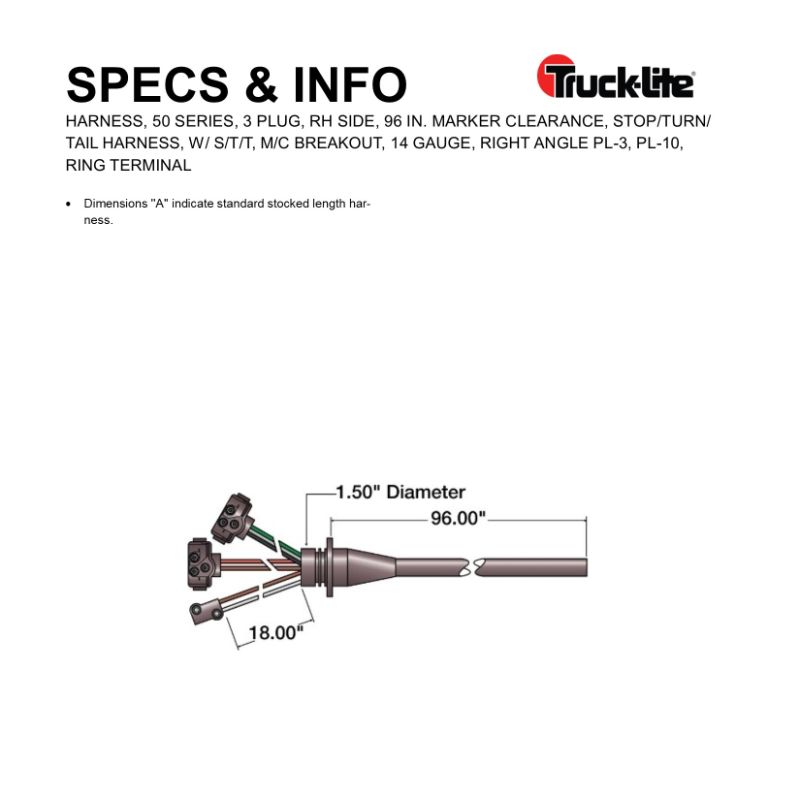 SPECS & INFO
Truck-Lite®
HARNESS, 50 SERIES, 3 PLUG, RH SIDE, 96 IN. MARKER CLEARANCE, STOP/TURN/
TAIL HARNESS, W/ S/T/T, M/C BREAKOUT, 14 GAUGE, RIGHT ANGLE PL-3, PL-10,
RING TERMINAL
• Dimensions "A" indicate standard stocked length har-
ness.
1.50" Diameter
96.00"
18.00"